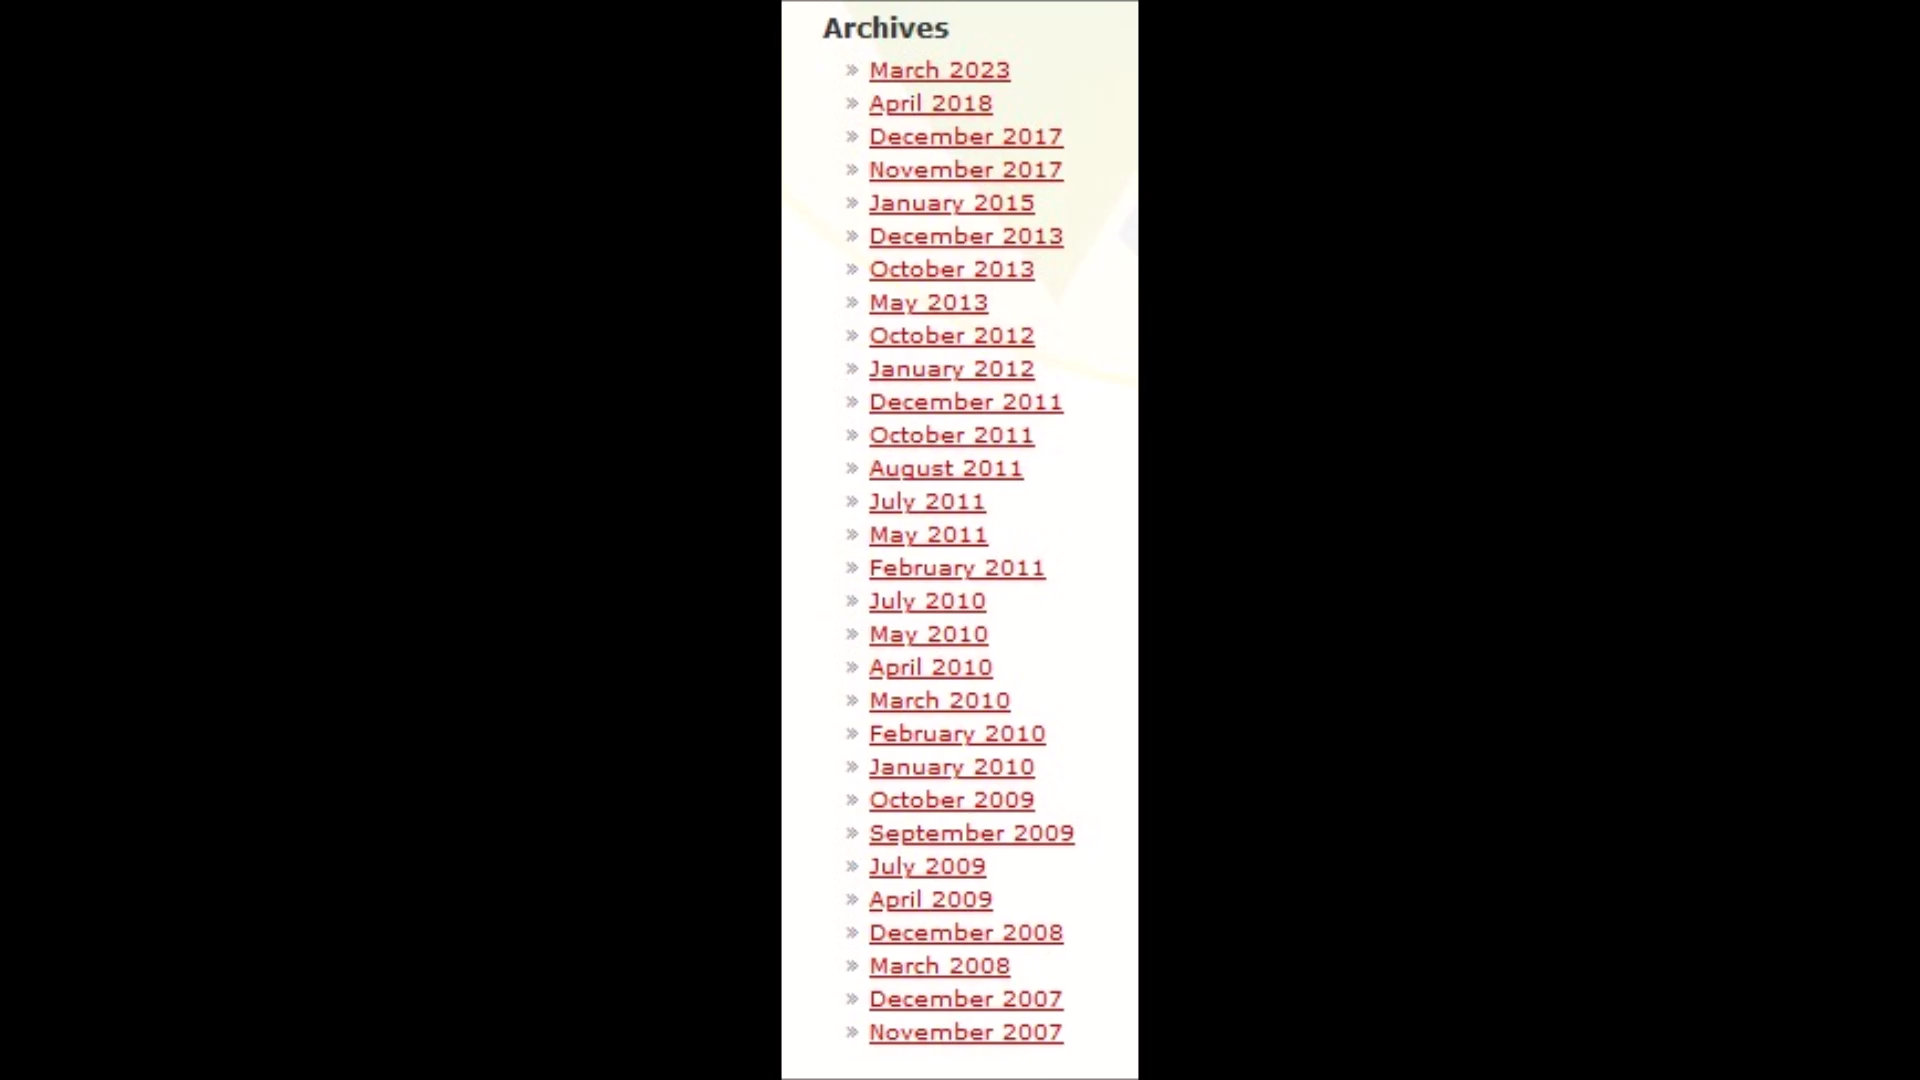 Archives
» March 2023
» April 2018
» December 2017
» November 2017
» January 2015
» December 2013
» October 2013
» May 2013
» October 2012
» January 2012
» December 2011
» October 2011
» August 2011
» July 2011
» May 2011
» February 2011
» July 2010
» May 2010
» April 2010
» March 2010
» February 2010
» January 2010
» October 2009
» September 2009
» July 2009
» April 2009
» December 2008
» March 2008
» December 2007
» November 2007